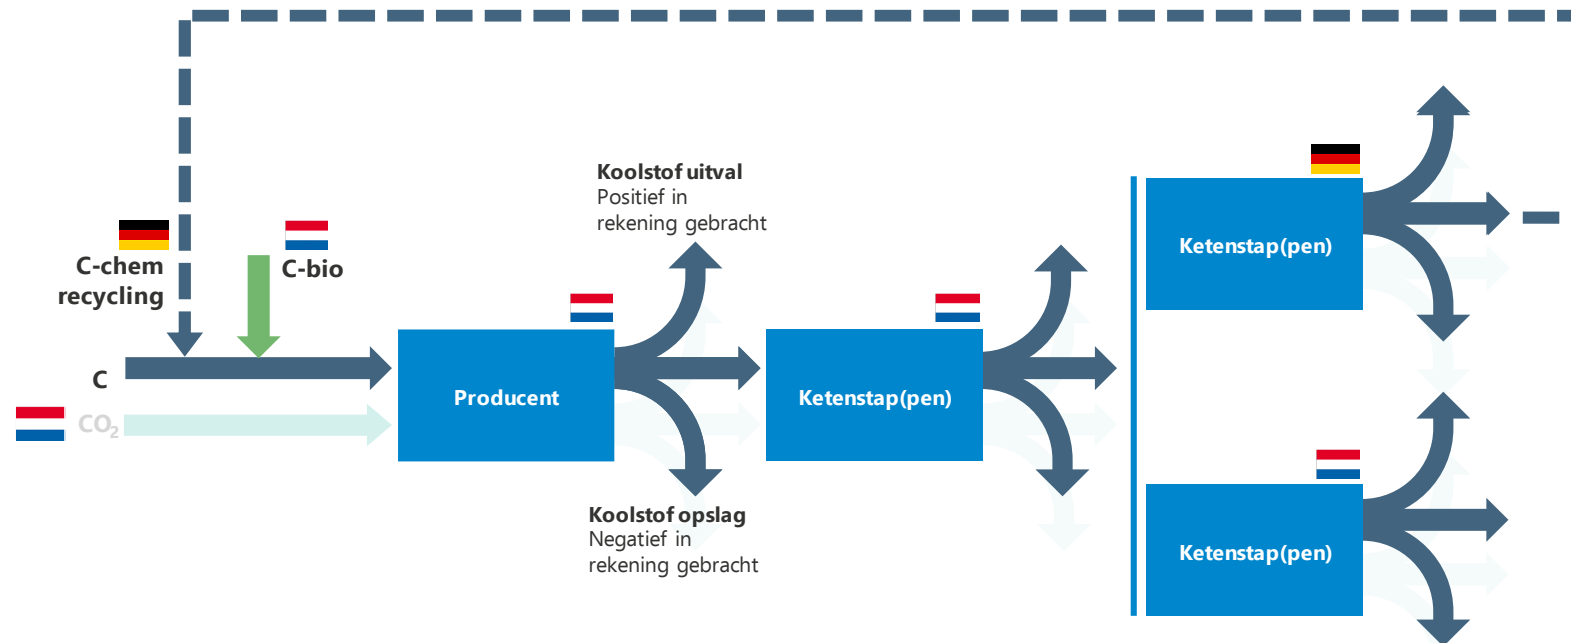 Koolstof uitval
Positief in
rekening gebracht
C-chem
recycling
C-bio
C
CO₂
Producent
Ketenstap(pen)
Ketenstap(pen)
Ketenstap(pen)
Koolstof opslag
Negatief in
rekening gebracht